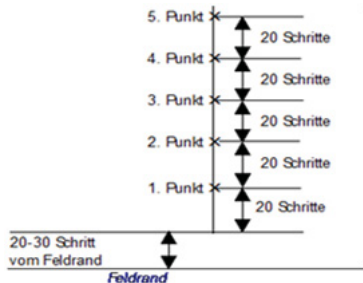 5. Punkt
20 Schritte
4. Punkt
20 Schritte
3. Punkt
20 Schritte
2. Punkt
20 Schritte
1. Punkt
20 Schritte
20-30 Schritt
vom Feldrand
Feldrand